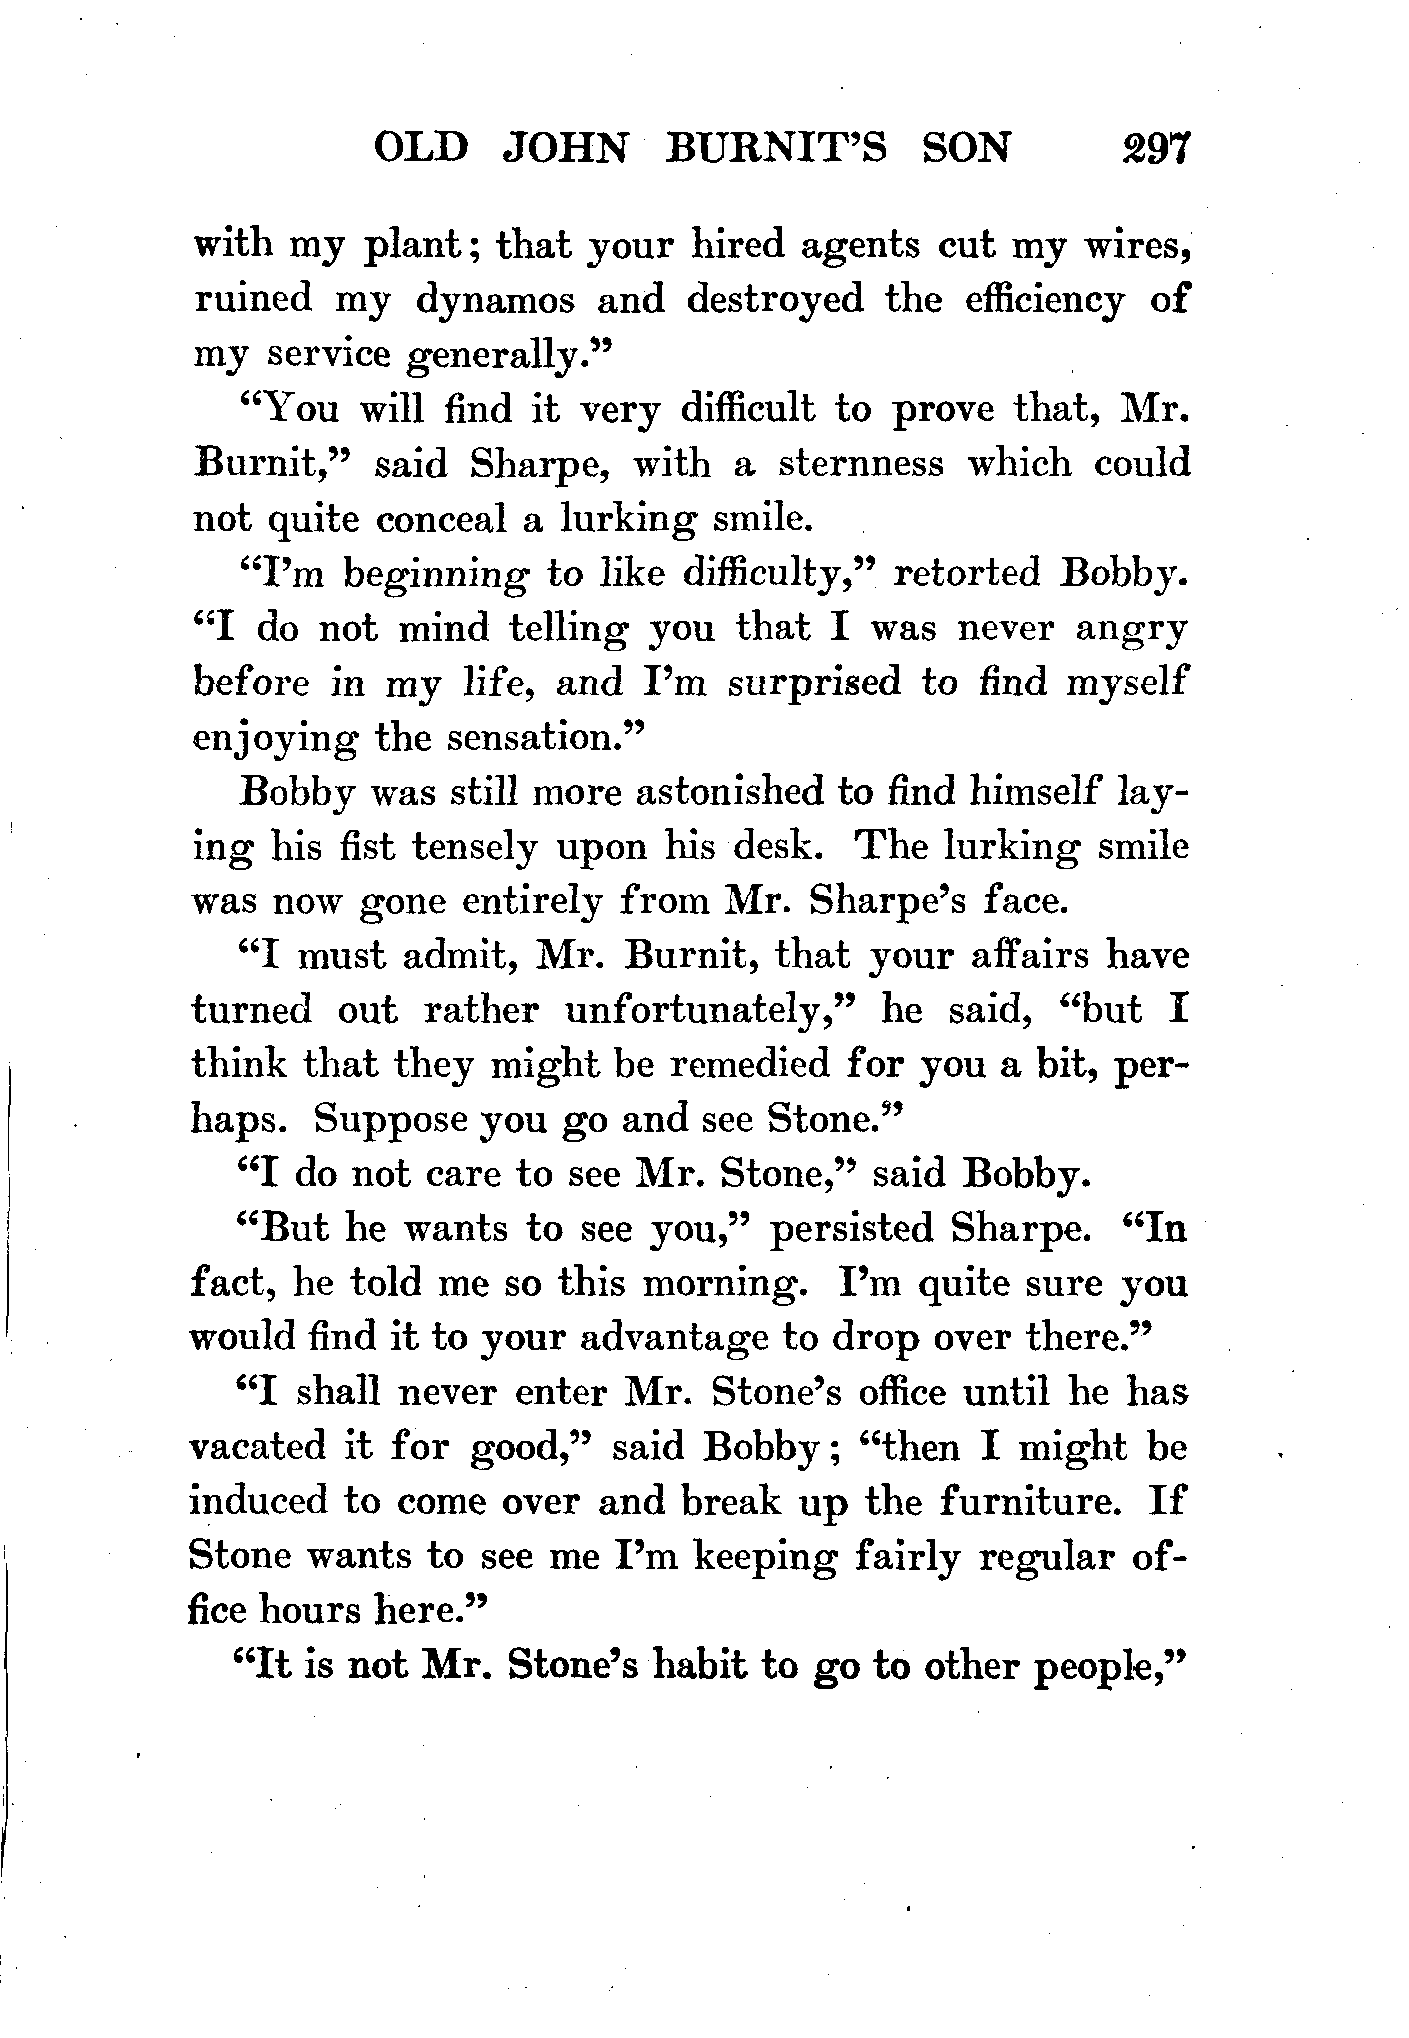 OLD JOHN BURNIT'S SON 297
with my plant; that your hired agents cut my wires,
ruined my dynamos and destroyed the efficiency of
my service generally.”
“You will find it very difficult to prove that, Mr.
Burnit,” said Sharpe, with a sternness which could
not quite conceal a lurking smile.
“I’m beginning to like difficulty,” retorted Bobby.
“I do not mind telling you that I was never angry
before in my life, and I’m surprised to find myself
enjoying the sensation.”
Bobby was still more astonished to find himself lay-
ing his fist tensely upon his desk. The lurking smile
was now gone entirely from Mr. Sharpe’s face.
“I must admit, Mr. Burnit, that your affairs have
turned out rather unfortunately,” he said, “but I
think that they might be remedied for you a bit, per-
haps. Suppose you go and see Stone.”
“I do not care to see Mr. Stone,” said Bobby.
“But he wants to see you,” persisted Sharpe. “In
fact, he told me so this morning. I’m quite sure you
would find it to your advantage to drop over there.”
“I shall never enter Mr. Stone’s office until he has
vacated it for good,” said Bobby; “then I might be
induced to come over and break up the furniture. If
Stone wants to see me I’m keeping fairly regular of-
fice hours here.”
“It is not Mr. Stone’s habit to go to other people,”